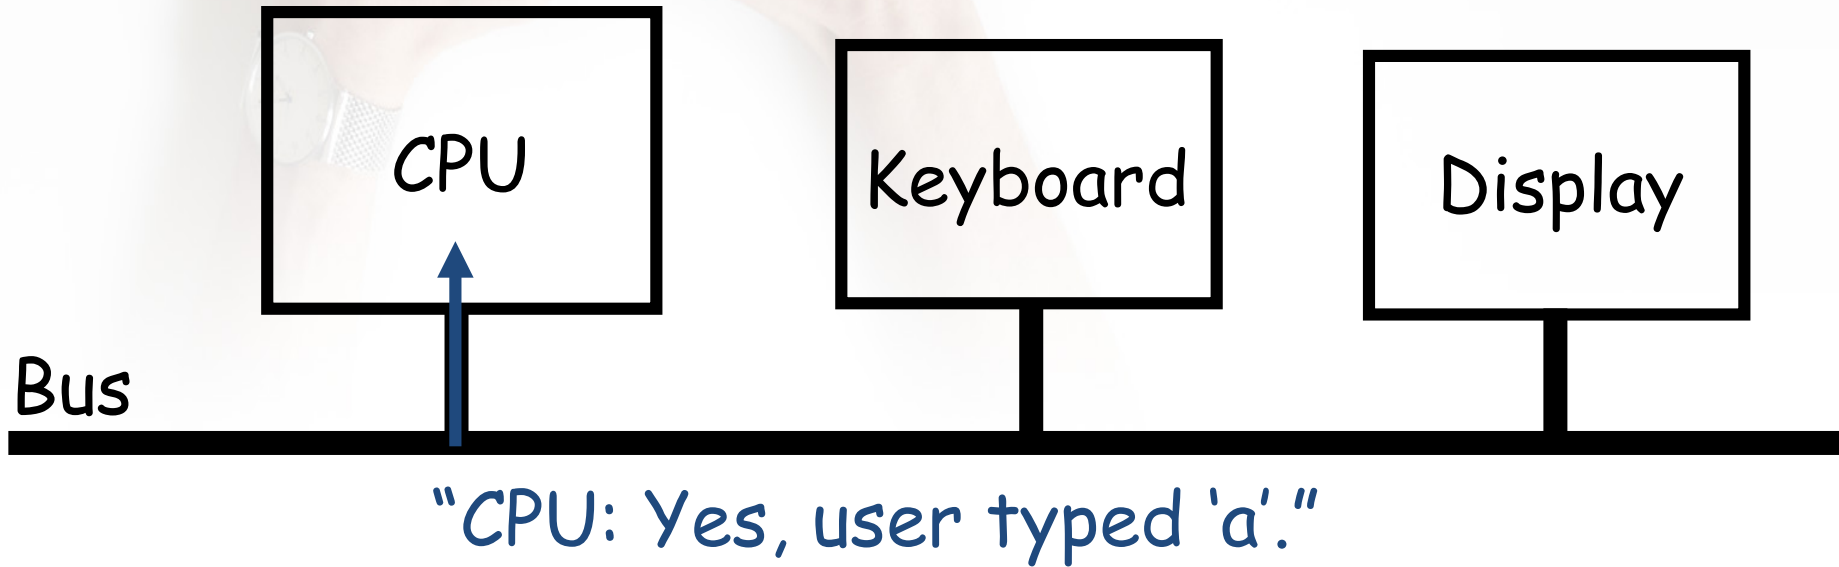 CPU
Keyboard
Display
Bus
“CPU: Yes, user typed ‘a’.”